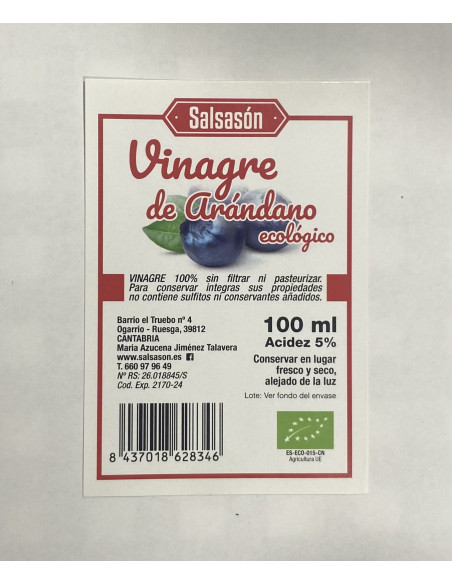 Salsasón
Vinagre
de Arándano
ecológico
VINAGRE 100% sin filtrar ni pasteurizar.
Para conservar integras sus propiedades
no contiene sulfitos ni conservantes añadidos.
Barrio el Truebo nº 4
Ogarrio - Ruesga, 39812
CANTABRIA
Maria Azucena Jiménez Talavera
www.salsason.es f
T. 660 97 96 49
Nº RS: 26.018845/S
Cod. Exp. 2170-24
100 ml
Acidez 5%
Conservar en lugar
fresco y seco,
alejado de la luz
Lote: Ver fondo del envase
8 437018 628346
ES-ECO-015-CN
Agricultura UE